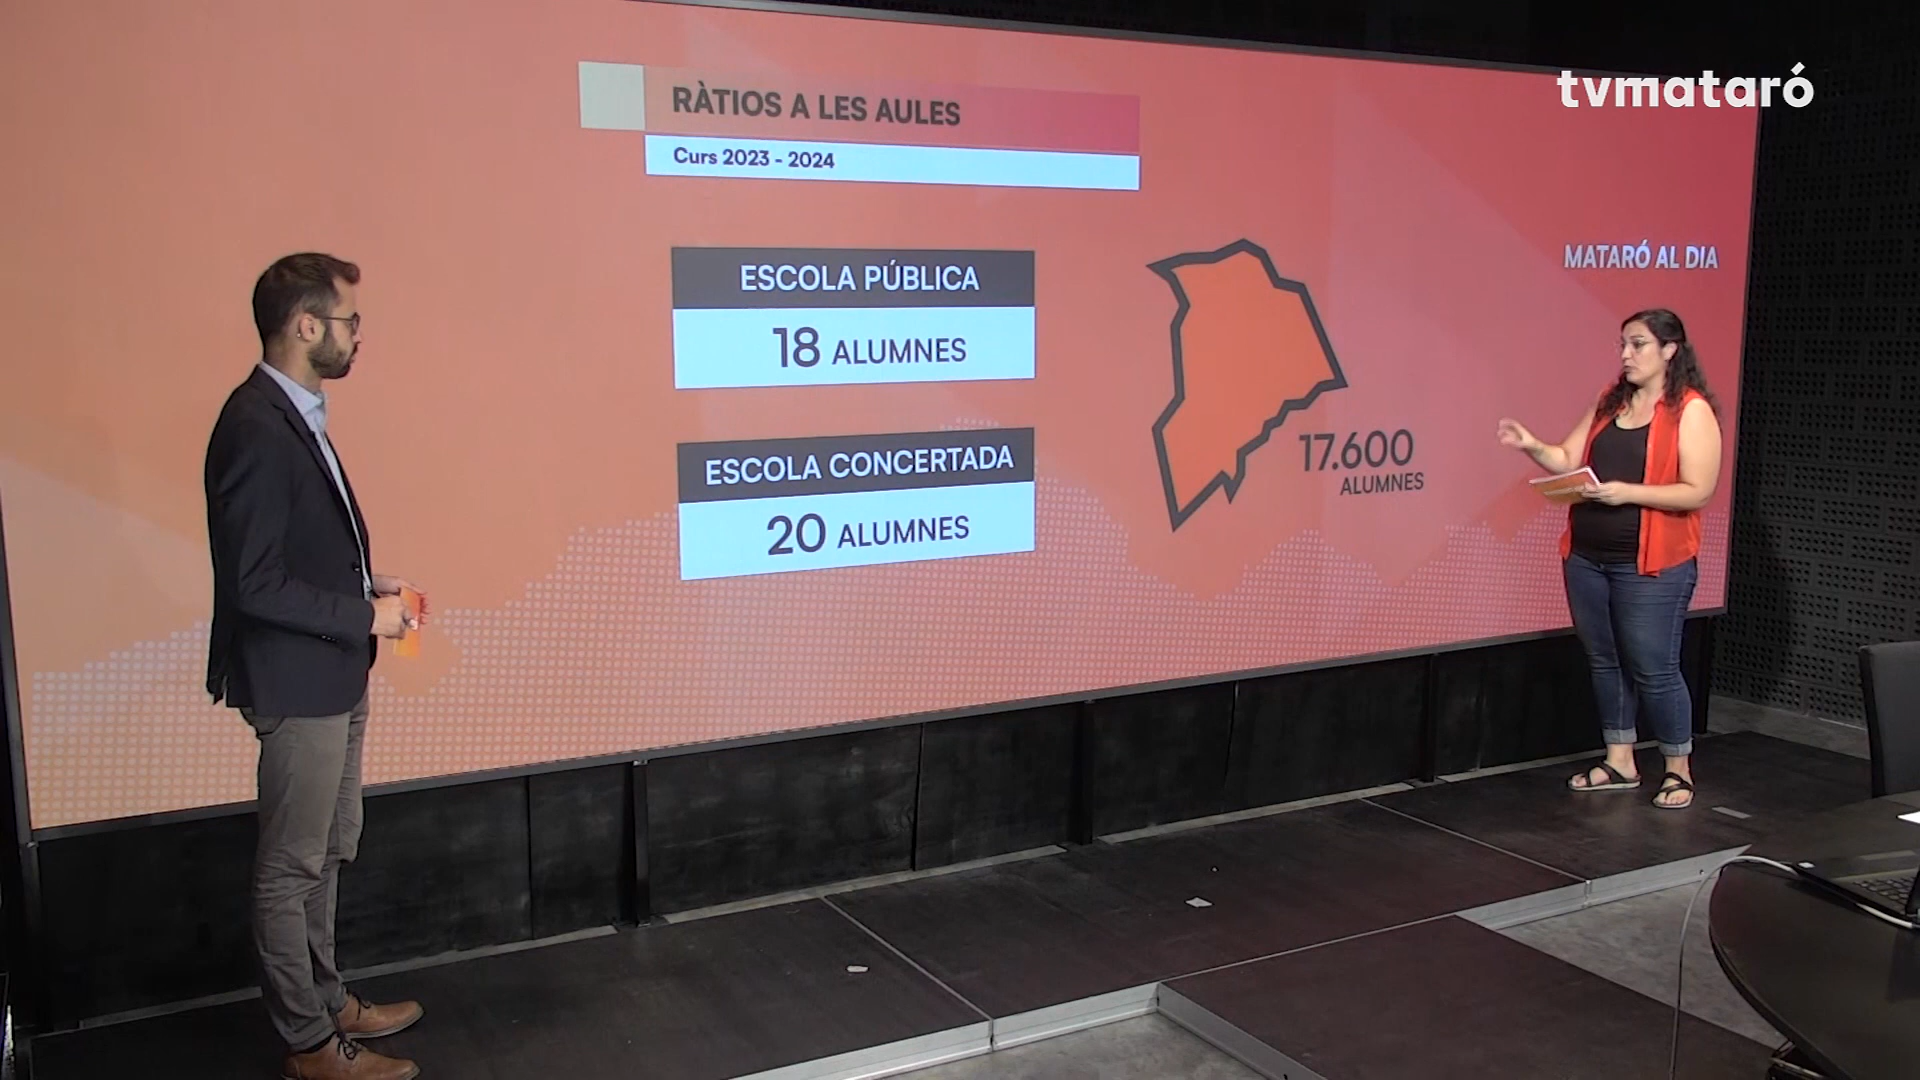 tvmataró
RÀTIOS A LES AULES
Curs 2023 - 2024
MATARÓ AL DIA
ESCOLA PÚBLICA
18 ALUMNES
ESCOLA CONCERTADA
20 ALUMNES
17.600
ALUMNES